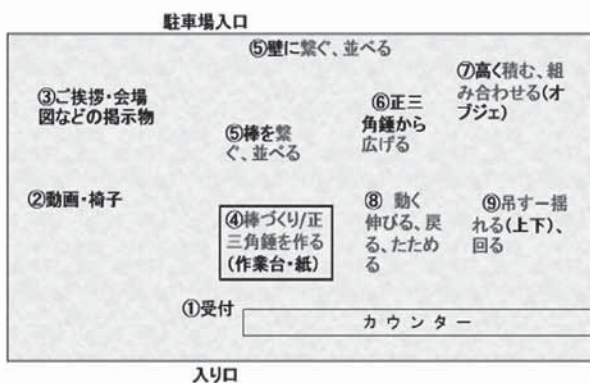 駐車場入口
⑤壁に繋ぐ、並べる
⑦高く積む、組
み合わせる(オ
ブジェ)
③ご挨拶・会場
図などの掲示物
⑥正三
角錘から
広げる
⑤棒を繋
ぐ、並べる
②動画・椅子
④棒づくり/正
三角錘を作る
(作業台・紙)
⑧ 動く
伸びる、戻
る、たため
る
⑨吊すー揺
れる(上下)、
回る
①受付
カウンター
入り口